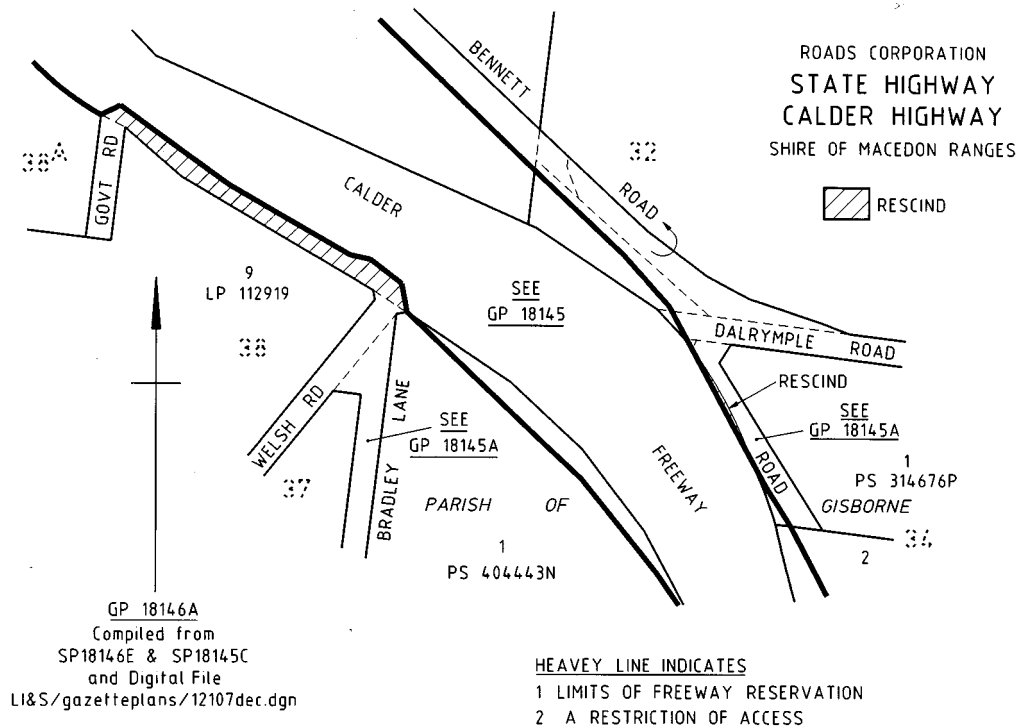 ROADS CORPORATION
STATE HIGHWAY
CALDER HIGHWAY
SHIRE OF MACEDON RANGES
RESCIND
BENNETT
ROAD
32
38A
GOVT RD
CALDER
9
LP 112919
SEE
GP 18145
DALRYMPLE ROAD
38
RESCIND
WELSH RD
BRADLEY LANE
SEE
GP 18145A
SEE
GP 18145A
FREEWAY
ROAD
1
PS 314676P
37
PARISH OF GISBORNE
34
2
1
PS 404443N
GP 18146A
Compiled from
SP18146E & SP18145C
and Digital File
LI&S/gazetteplans/12107dec.dgn
HEAVEY LINE INDICATES
1 LIMITS OF FREEWAY RESERVATION
2 A RESTRICTION OF ACCESS